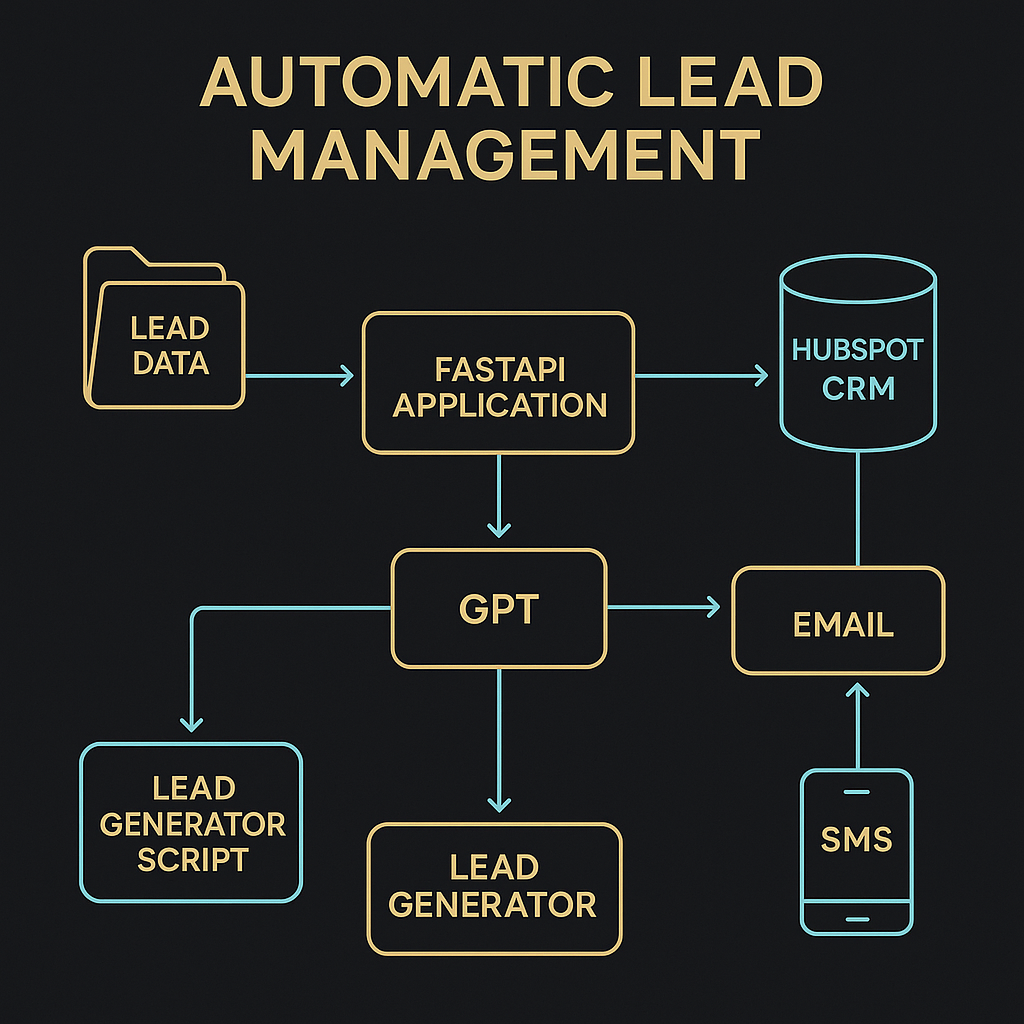 AUTOMATIC LEAD
MANAGEMENT
LEAD
DATA
FASTAPI
APPLICATION
HUBSPOT
CRM
GPT
EMAIL
LEAD
GENERATOR
SCRIPT
LEAD
GENERATOR
SMS